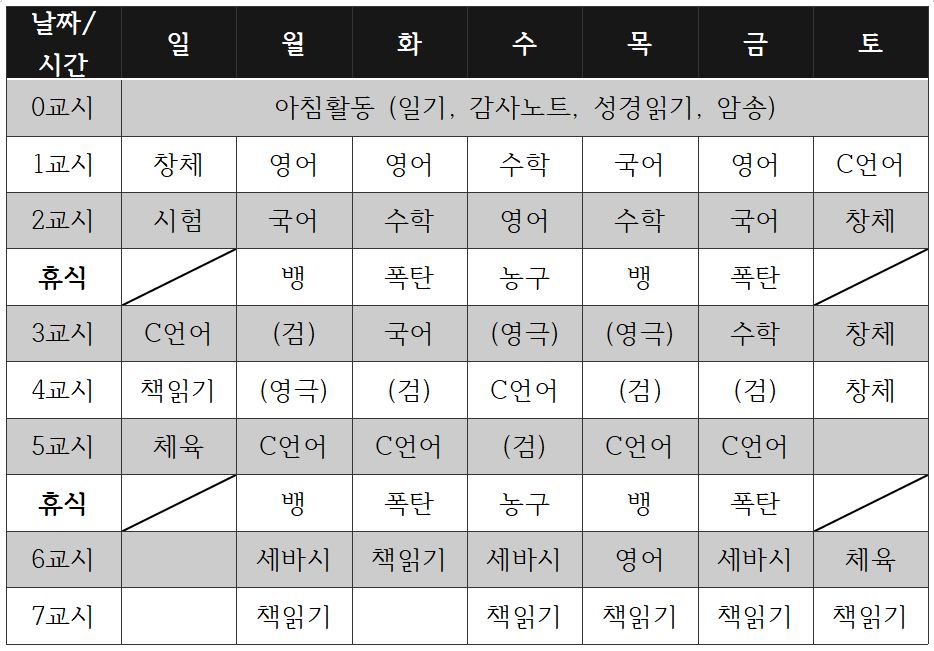 날짜/ 시간 일 월 화 수 목 금 토
0교시 아침활동 (일기, 감사노트, 성경읽기, 암송)
1교시 창체 영어 영어 수학 국어 영어 C언어
2교시 시험 국어 수학 영어 수학 국어 창체
휴식 뱅 폭탄 농구 뱅 폭탄
3교시 C언어 (검) 국어 (영극) (영극) 수학 창체
4교시 책읽기 (영극) (검) C언어 (검) (검) 창체
5교시 체육 C언어 C언어 (검) C언어 C언어
휴식 뱅 폭탄 농구 뱅 폭탄
6교시 세바시 책읽기 세바시 영어 세바시 체육
7교시 책읽기 책읽기 책읽기 책읽기 책읽기